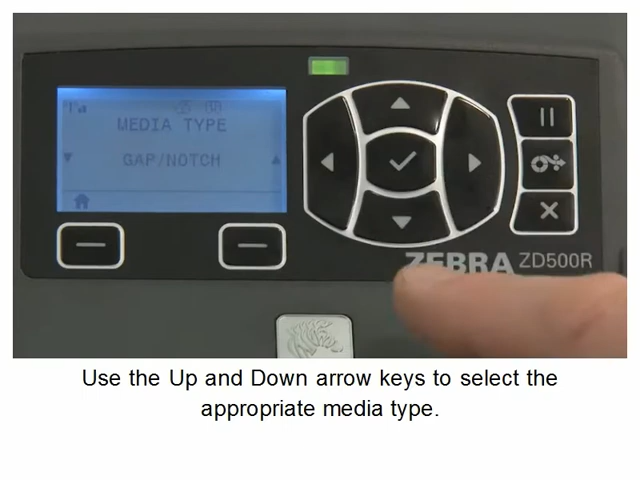 MEDIA TYPE
GAP/NOTCH
ZEBRA ZD500R
Use the Up and Down arrow keys to select the
appropriate media type.